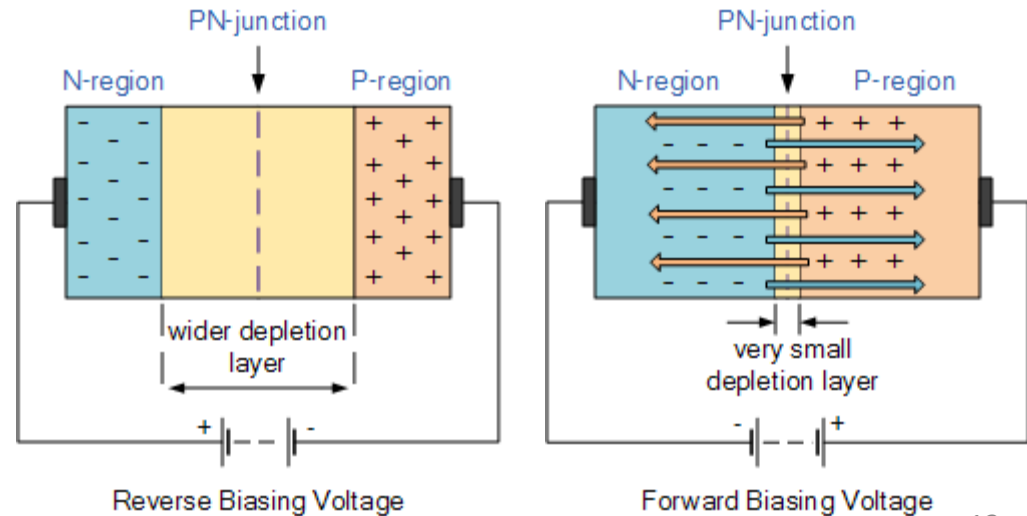 PN-junction
N-region
P-region
wider depletion
layer
+
-
Reverse Biasing Voltage
PN-junction
N-region
P-region
very small
depletion layer
-
+
Forward Biasing Voltage